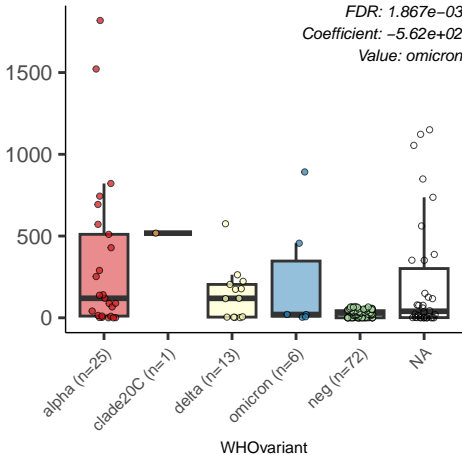 FDR: 1.867e−03
Coefficient: −5.62e+02
Value: omicron
1500
1000
500
0
alpha (n=25)
clade20C (n=1)
delta (n=13)
omicron (n=6)
neg (n=72)
NA
WHOvariant